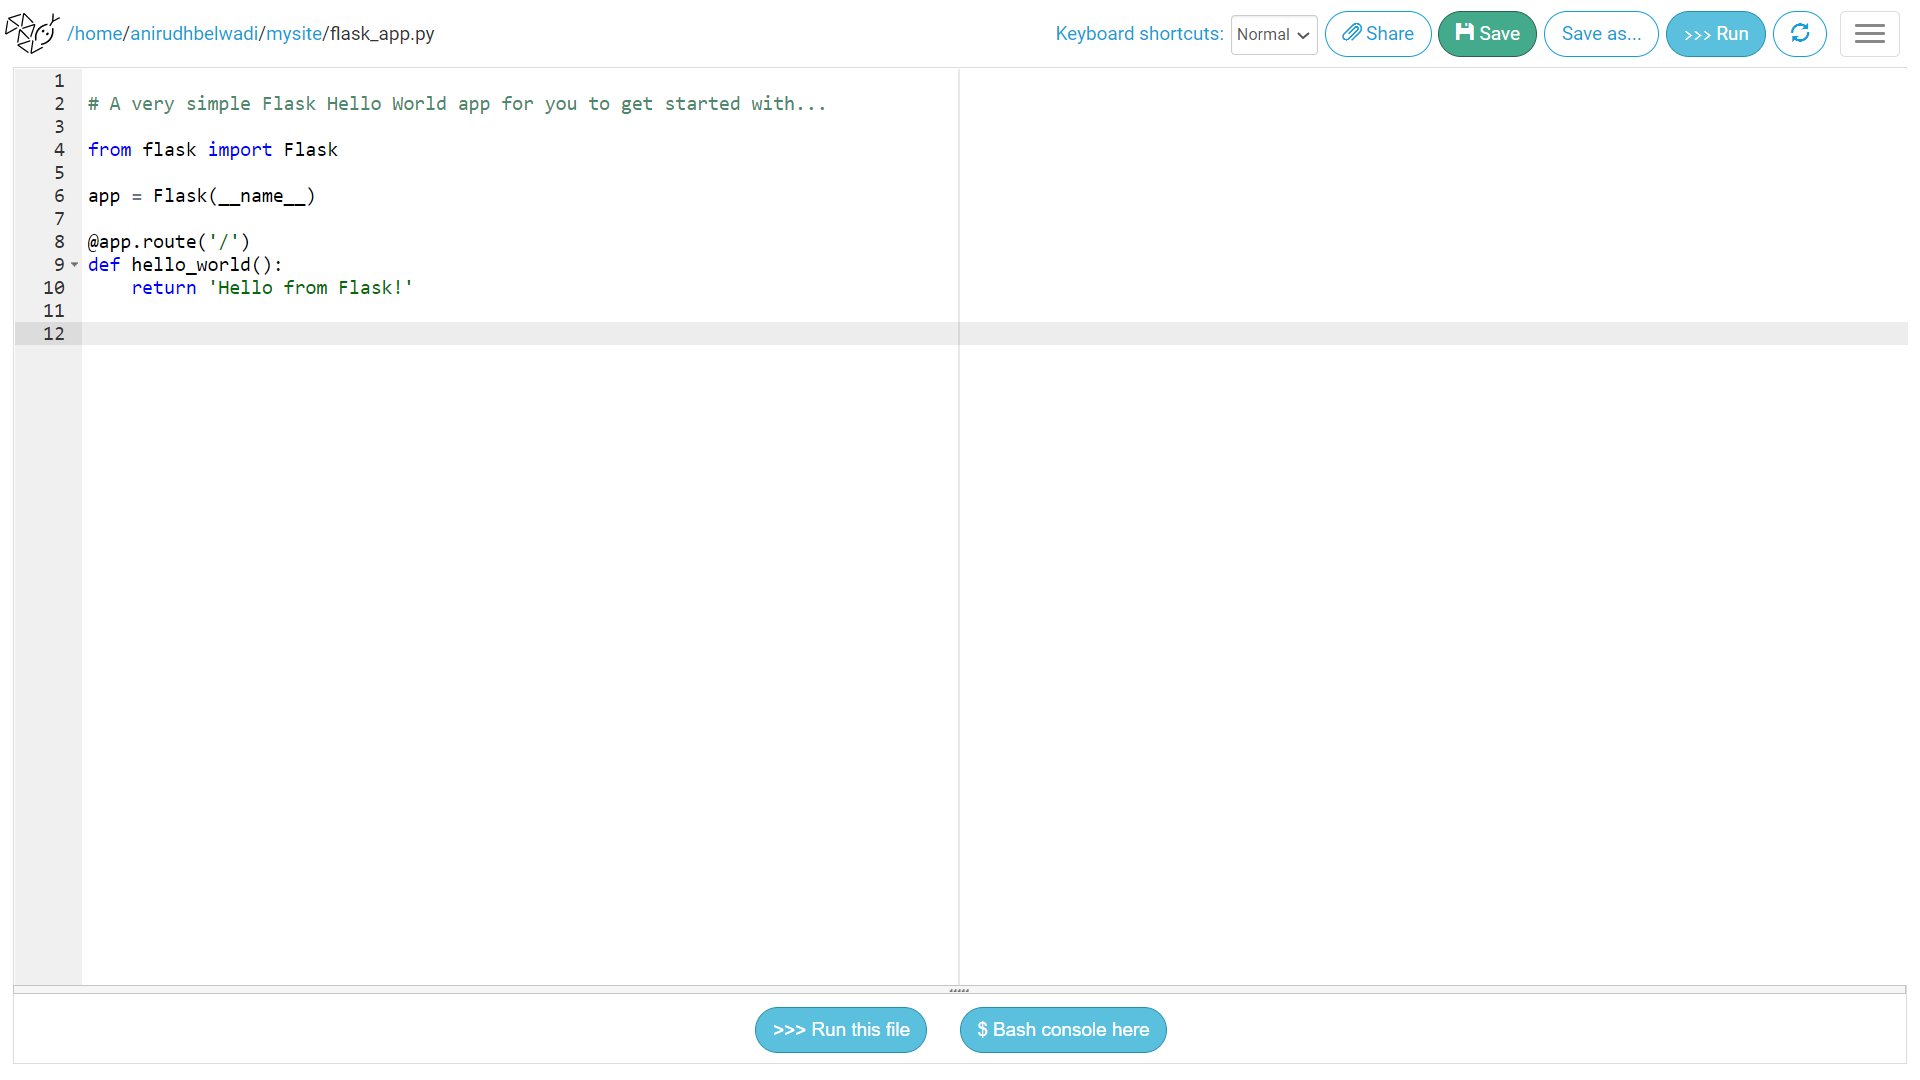 /home/anirudhbelwadi/mysite/flask_app.py Keyboard shortcuts: Normal Share Save Save as... >>> Run
1
2 # A very simple Flask Hello World app for you to get started with...
3
4 from flask import Flask
5
6 app = Flask(__name__)
7
8 @app.route('/')
9 def hello_world():
10     return 'Hello from Flask!'
11
12
>>> Run this file $ Bash console here